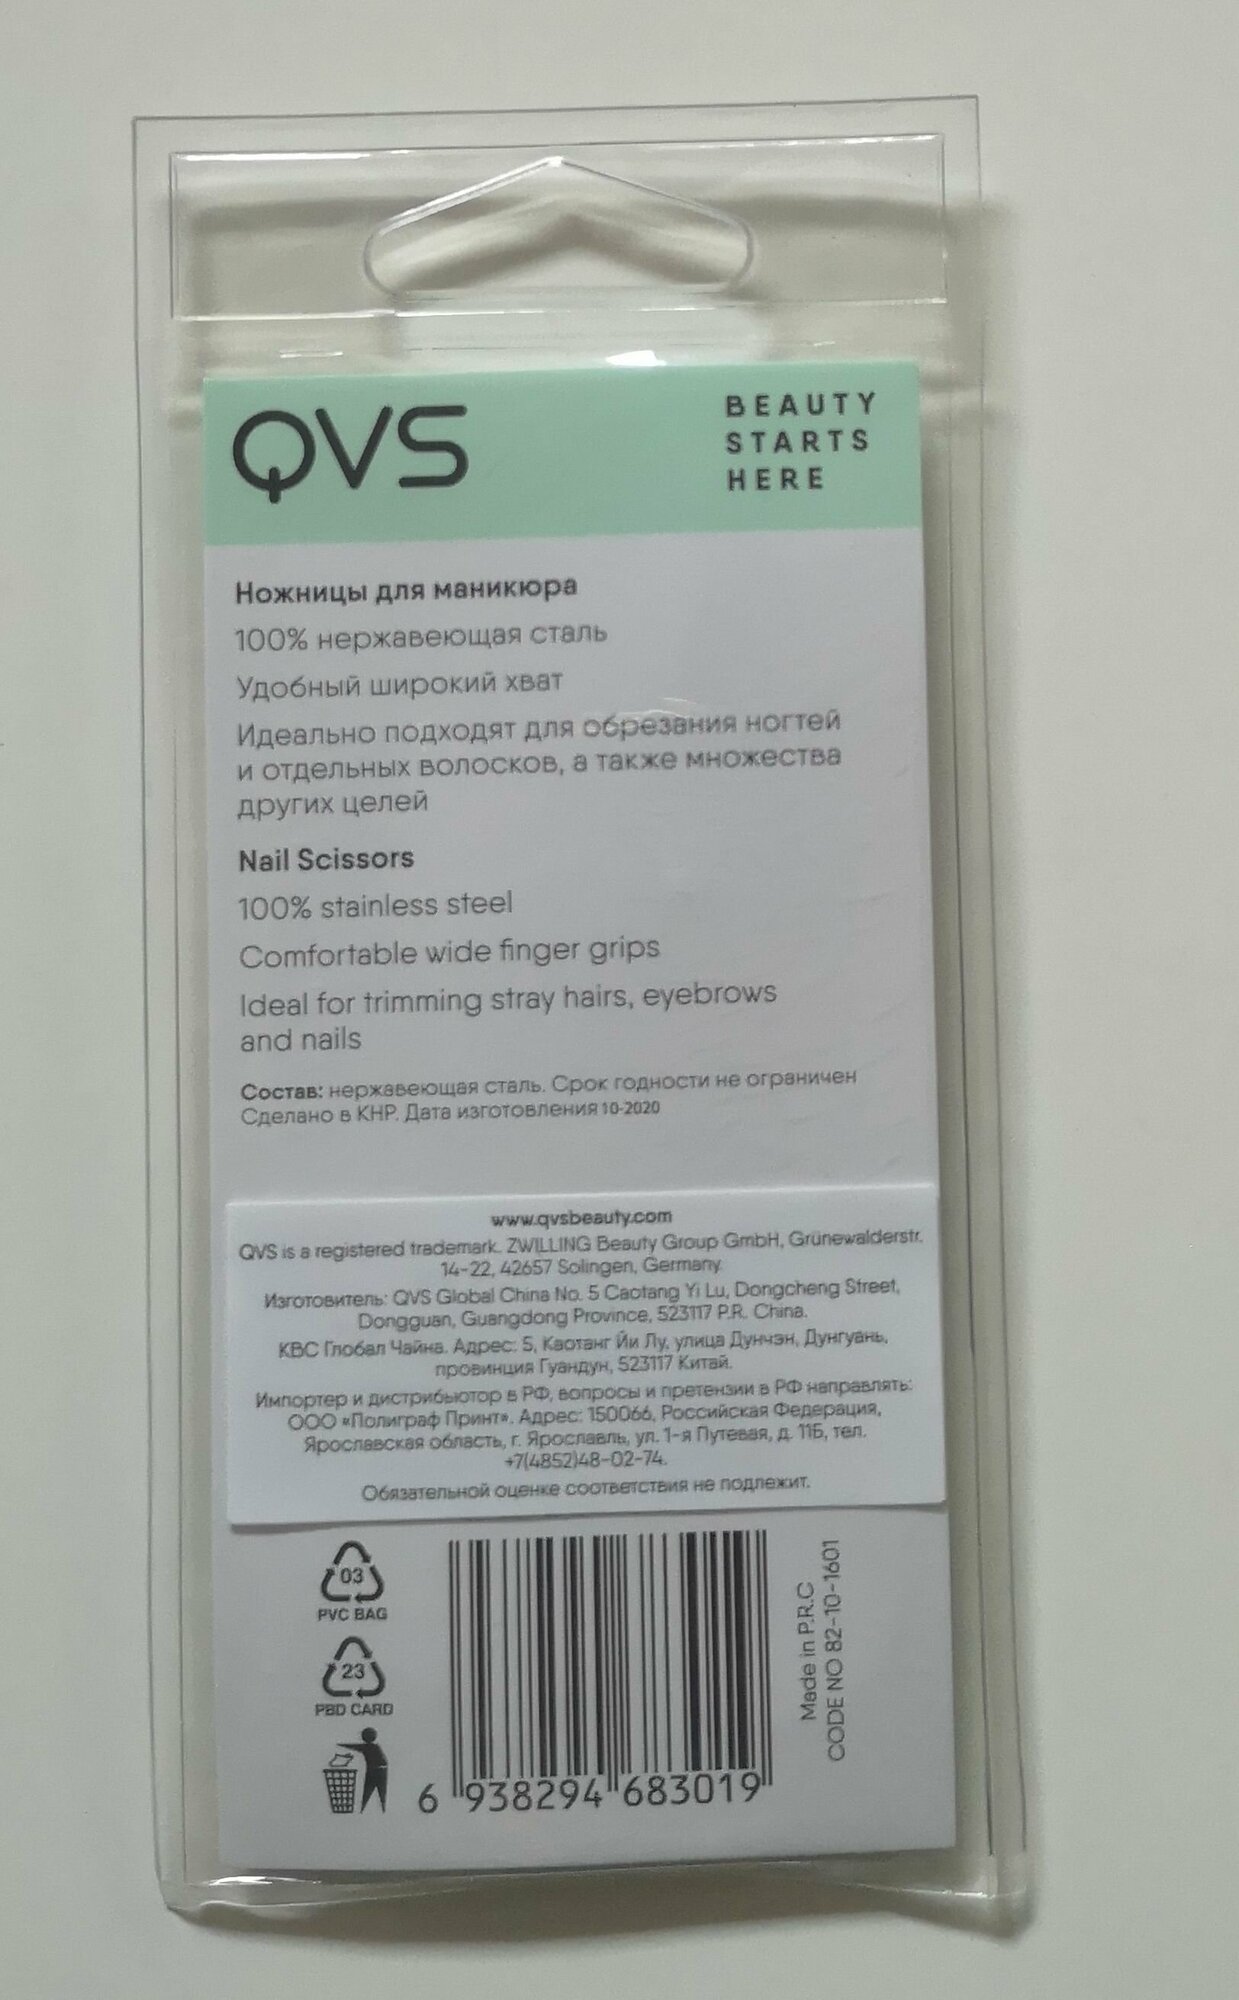 QVS
BEAUTY
STARTS
HERE
Ножницы для маникюра
100% нержавеющая сталь
Удобный широкий хват
Идеально подходят для обрезания ногтей
и отдельных волосков, а также множества
других целей
Nail Scissors
100% stainless steel
Comfortable wide finger grips
Ideal for trimming stray hairs, eyebrows
and nails
Состав: нержавеющая сталь. Срок годности не ограничен
Сделано в КНР. Дата изготовления 10-2020
www.qvsbeauty.com
QVS is a registered trademark. ZWILLING Beauty Group GmbH, Grünewalderstr.
14-22, 42657 Solingen, Germany
Изготовитель: QVS Global China No. 5 Caotang Yi Lu, Dongcheng Street,
Dongguan, Guangdong Province, 523117 P.R. China.
КВС Глобал Чайна. Адрес: 5, Каотанг Йи Лу, улица Дунчэн, Дунгуань,
провинция Гуандун, 523117 Китай.
Импортер и дистрибьютор в РФ, вопросы и претензии в РФ направлять:
ООО «Полиграф Принт». Адрес: 150066, Российская Федерация,
Ярославская область, г. Ярославль, ул. 1-я Путевая, д. 11Б, тел.
+7(4852)48-02-74.
Обязательной оценке соответствия не подлежит.
03
PVC BAG
23
PBD CARD
6 938294 683019
Made in P.R.C
CODE NO 82-10-1601